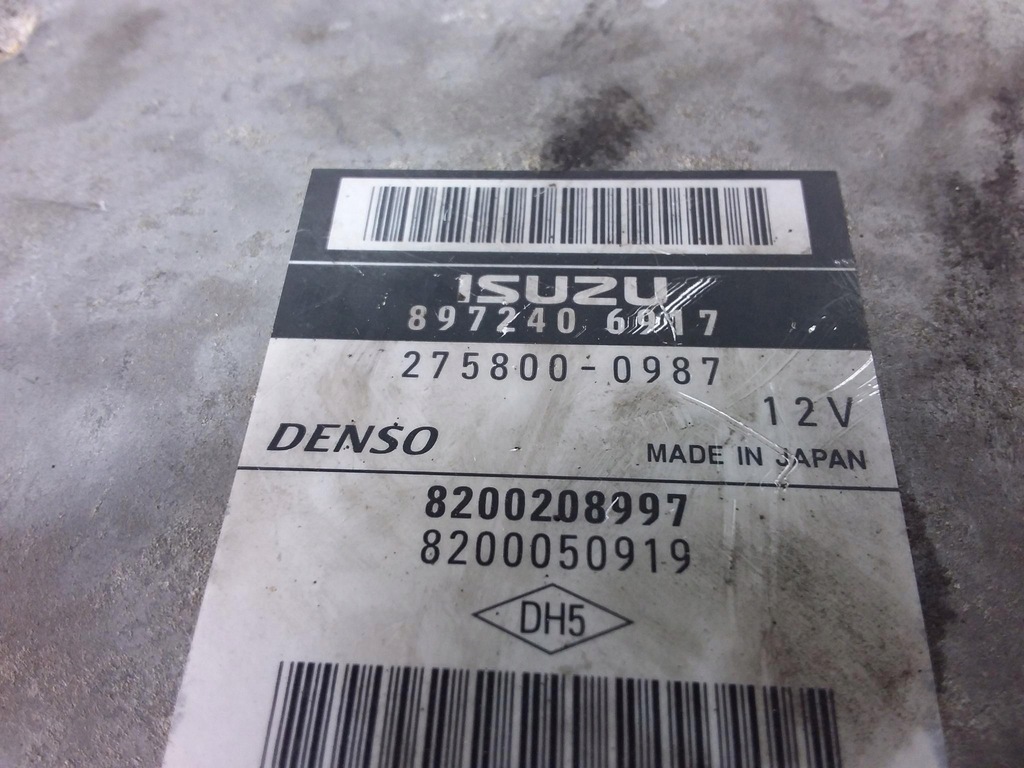 ISUZU
897240 6917
275800-0987
12V
DENSO
MADE IN JAPAN
8200208997
8200050919
DH5